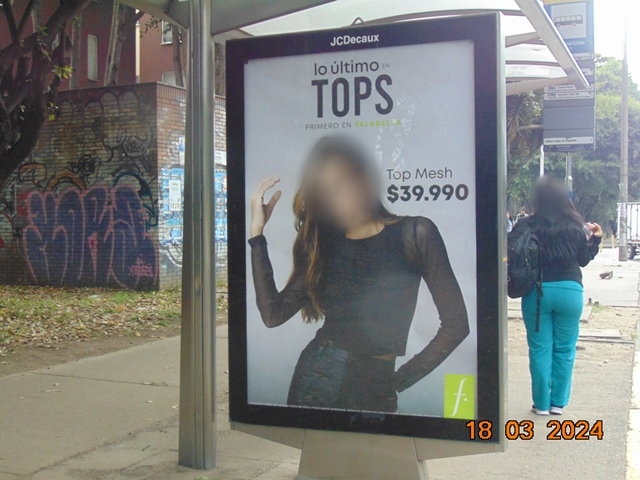 JCDecaux
lo último EN
TOPS
PRIMERO EN FALABELLA
Top Mesh
$39.990
f.
18 03 2024